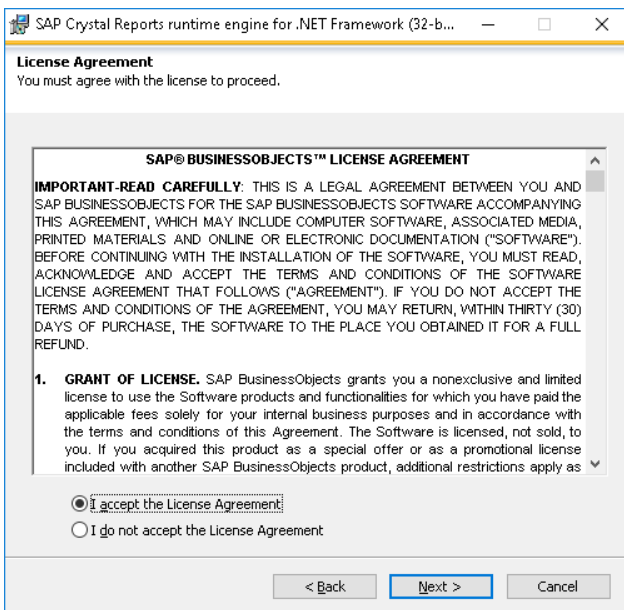 SAP Crystal Reports runtime engine for .NET Framework (32-b...
License Agreement
You must agree with the license to proceed.
SAP® BUSINESSOBJECTS™ LICENSE AGREEMENT
IMPORTANT-READ CAREFULLY: THIS IS A LEGAL AGREEMENT BETWEEN YOU AND
SAP BUSINESSOBJECTS FOR THE SAP BUSINESSOBJECTS SOFTWARE ACCOMPANYING
THIS AGREEMENT, WHICH MAY INCLUDE COMPUTER SOFTWARE, ASSOCIATED MEDIA,
PRINTED MATERIALS AND ONLINE OR ELECTRONIC DOCUMENTATION ("SOFTWARE").
BEFORE CONTINUING WITH THE INSTALLATION OF THE SOFTWARE, YOU MUST READ,
ACKNOWLEDGE AND ACCEPT THE TERMS AND CONDITIONS OF THE SOFTWARE
LICENSE AGREEMENT THAT FOLLOWS ("AGREEMENT"). IF YOU DO NOT ACCEPT THE
TERMS AND CONDITIONS OF THE AGREEMENT, YOU MAY RETURN, WITHIN THIRTY (30)
DAYS OF PURCHASE, THE SOFTWARE TO THE PLACE YOU OBTAINED IT FOR A FULL
REFUND.
1. GRANT OF LICENSE. SAP BusinessObjects grants you a nonexclusive and limited
license to use the Software products and functionalities for which you have paid the
applicable fees solely for your internal business purposes and in accordance with
the terms and conditions of this Agreement. The Software is licensed, not sold, to
you. If you acquired this product as a special offer or as a promotional license
included with another SAP BusinessObjects product, additional restrictions apply as
I accept the License Agreement
I do not accept the License Agreement
< Back
Next >
Cancel